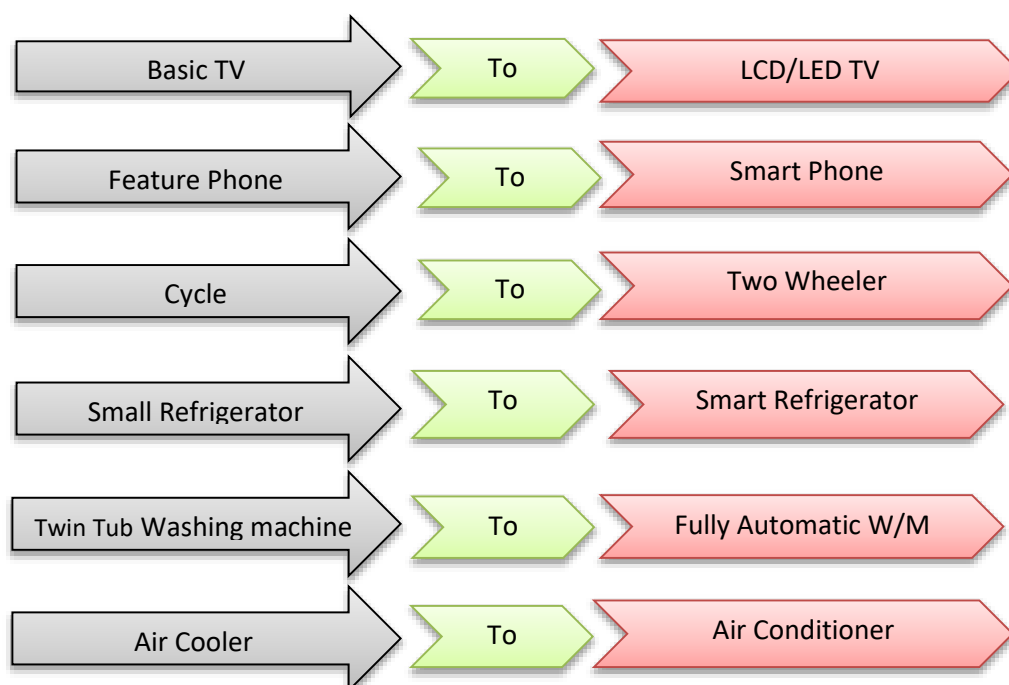 Basic TV To LCD/LED TV
Feature Phone To Smart Phone
Cycle To Two Wheeler
Small Refrigerator To Smart Refrigerator
Twin Tub Washing machine To Fully Automatic W/M
Air Cooler To Air Conditioner